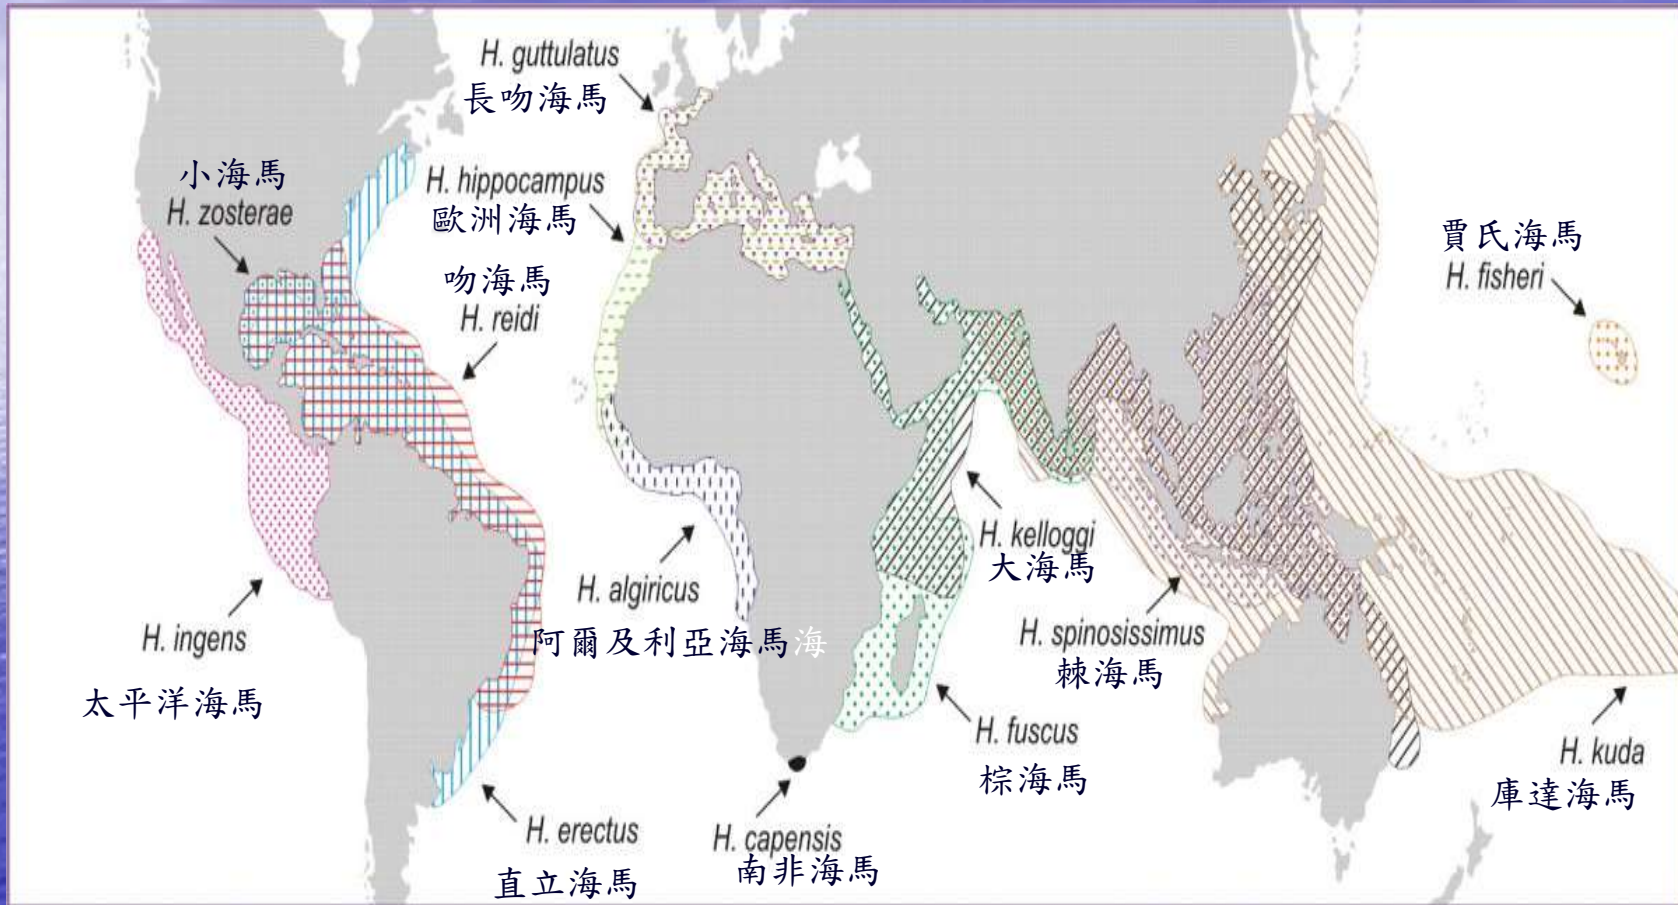 H. guttulatus
長吻海馬
小海馬
H. zosterae
H. hippocampus
歐洲海馬
吻海馬
H. reidi
賈氏海馬
H. fisheri
H. kelloggi
大海馬
H. algiricus
阿爾及利亞海馬海
H. ingens
太平洋海馬
H. spinosissimus
棘海馬
H. fuscus
棕海馬
H. kuda
庫達海馬
H. erectus
直立海馬
H. capensis
南非海馬